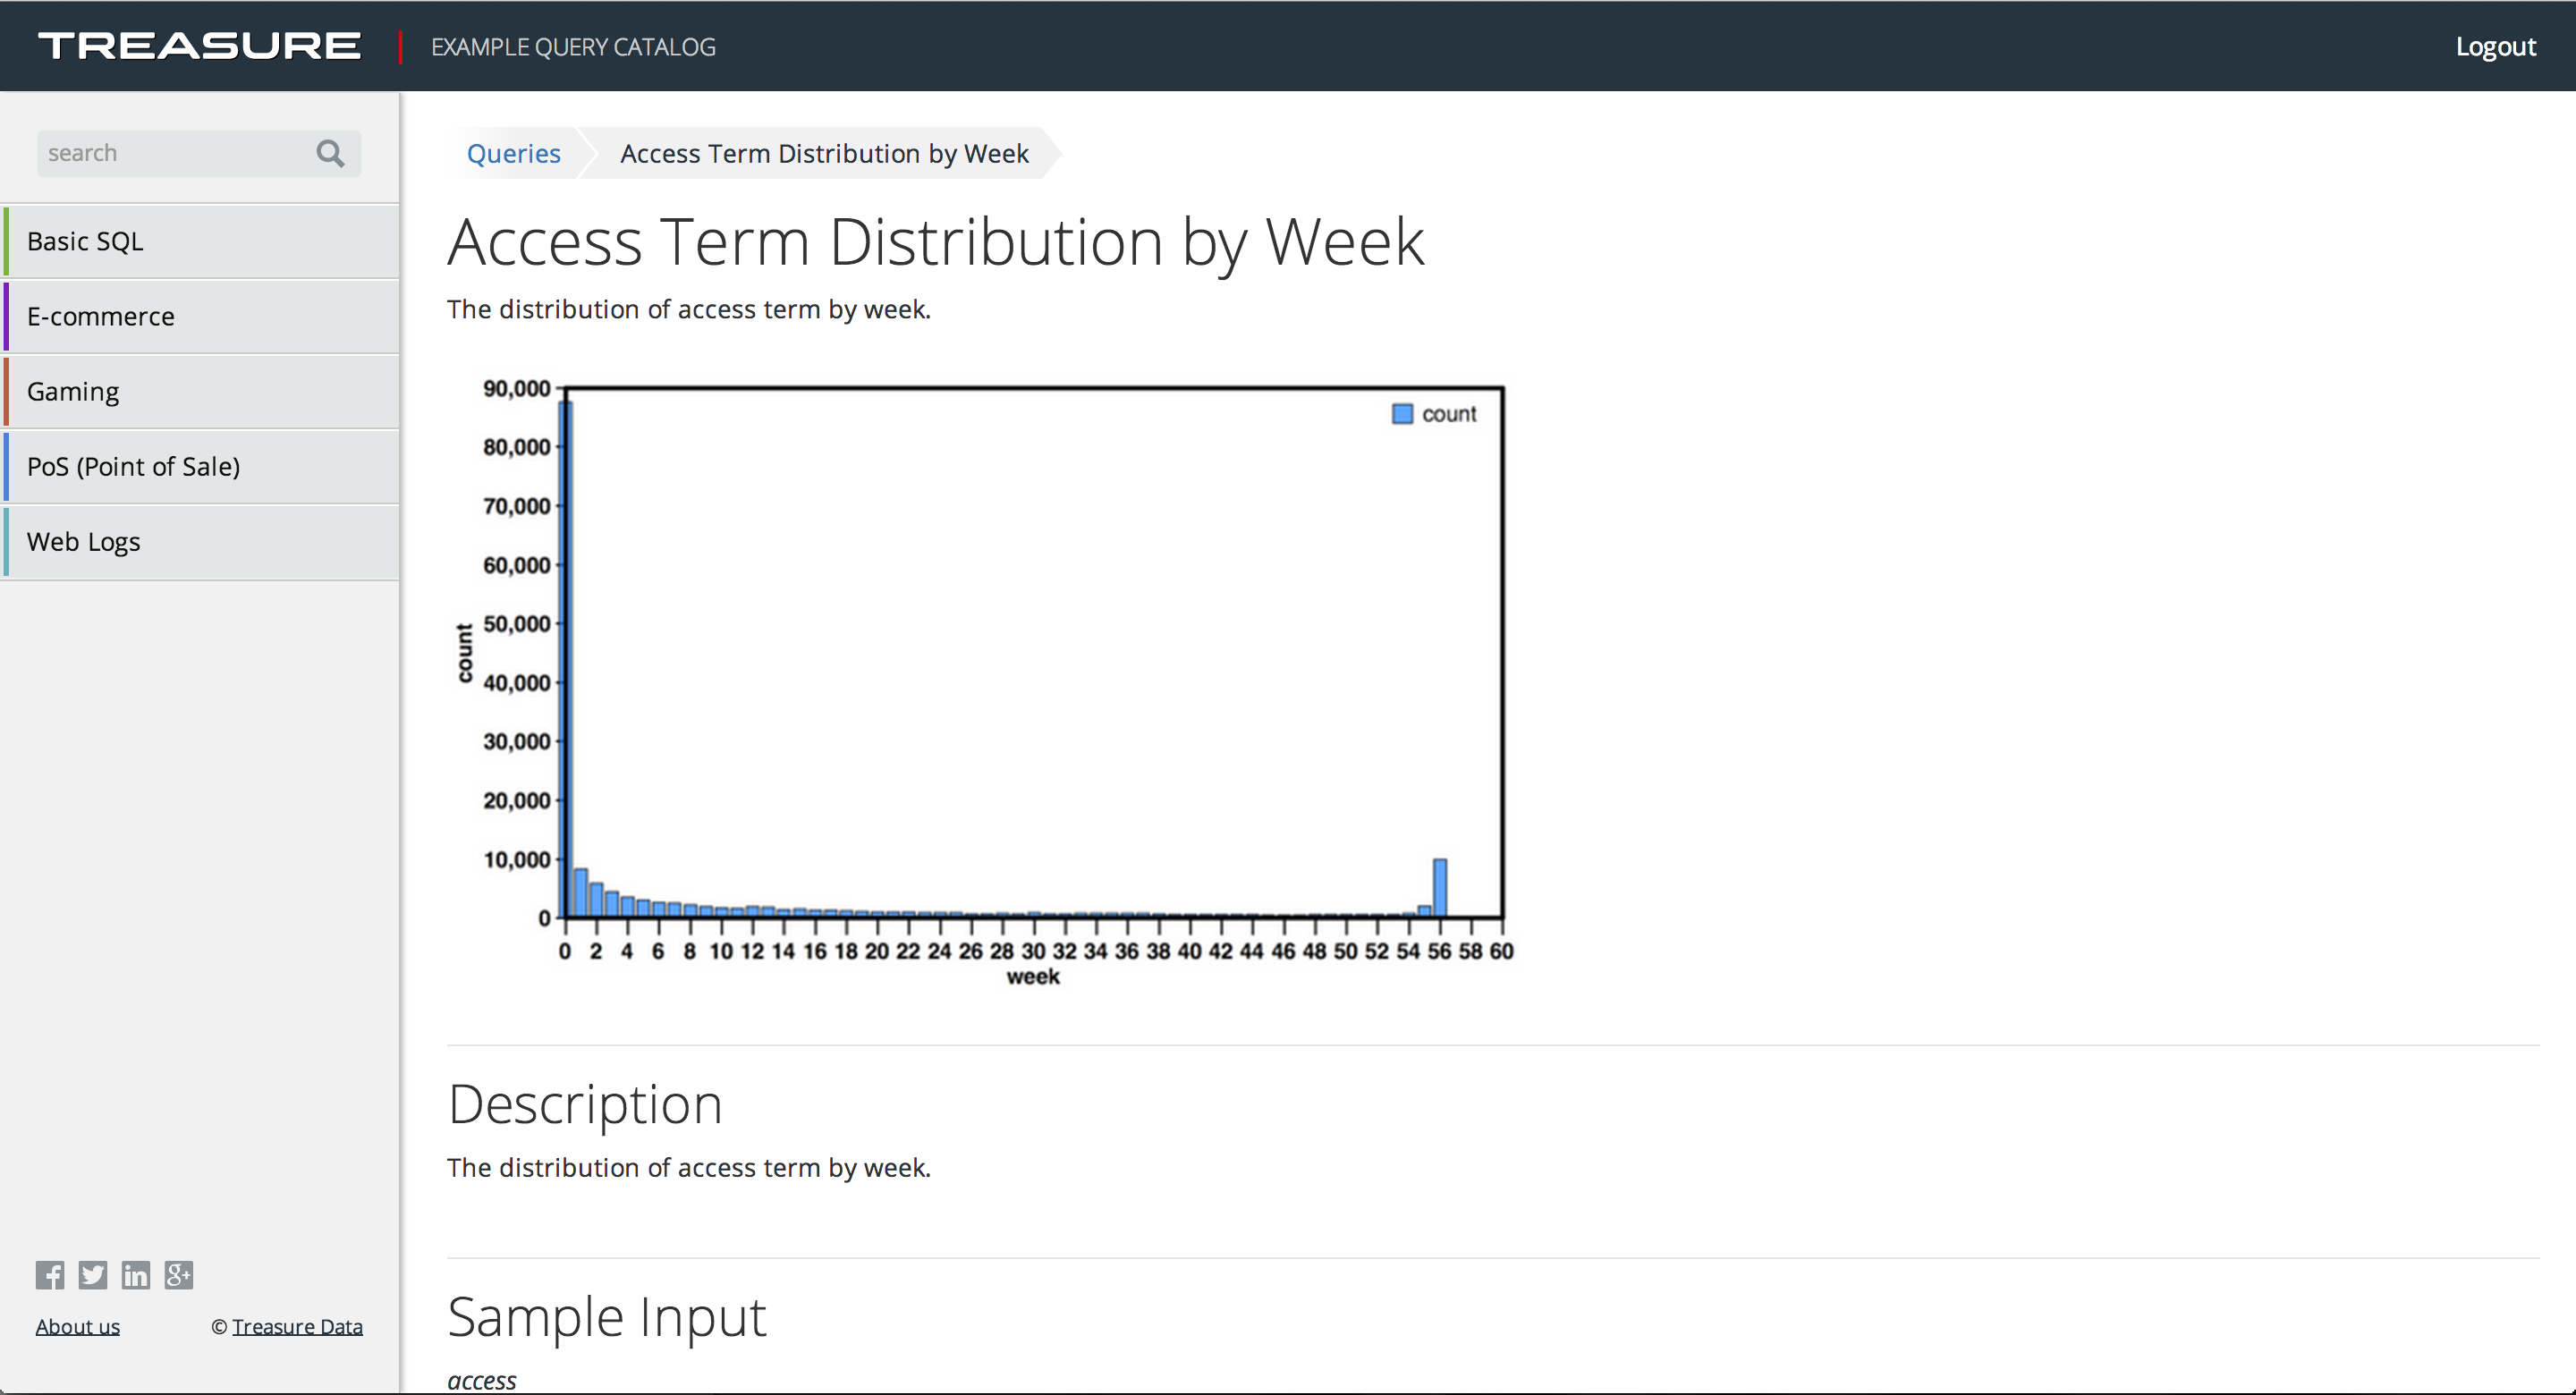 TREASURE
EXAMPLE QUERY CATALOG
Logout
search
Basic SQL
E-commerce
Gaming
PoS (Point of Sale)
Web Logs
About us
© Treasure Data
Queries
Access Term Distribution by Week
Access Term Distribution by Week
The distribution of access term by week.
90,000
80,000
70,000
60,000
50,000
40,000
30,000
20,000
10,000
0
count
count
0 2 4 6 8 10 12 14 16 18 20 22 24 26 28 30 32 34 36 38 40 42 44 46 48 50 52 54 56 58 60
week
Description
The distribution of access term by week.
Sample Input
access